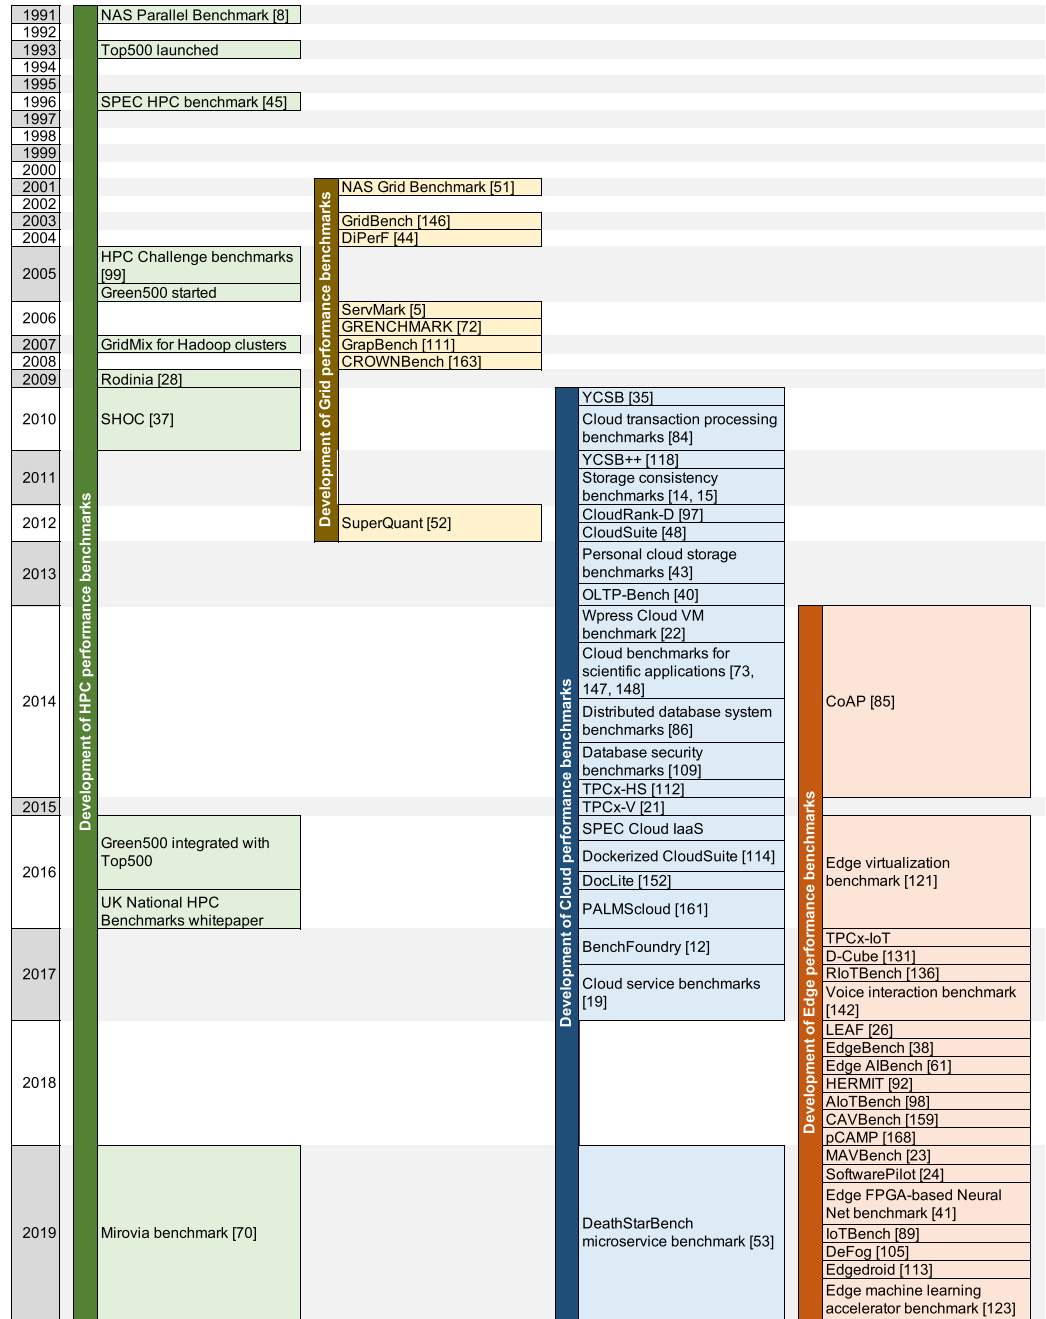 1991
NAS Parallel Benchmark [8]
1992
1993
Top500 launched
1994
1995
1996
SPEC HPC benchmark [45]
1997
1998
1999
2000
2001
NAS Grid Benchmark [51]
2002
2003
GridBench [146]
2004
DiPerF [44]
2005
HPC Challenge benchmarks
[99]
Green500 started
2006
ServMark [5]
GRENCHMARK [72]
2007
GridMix for Hadoop clusters
GrapBench [111]
2008
CROWNBench [163]
2009
Rodinia [28]
2010
SHOC [37]
YCSB [35]
Cloud transaction processing
benchmarks [84]
2011
YCSB++ [118]
Storage consistency
benchmarks [14, 15]
2012
SuperQuant [52]
CloudRank-D [97]
CloudSuite [48]
2013
Personal cloud storage
benchmarks [43]
OLTP-Bench [40]
2014
Wpress Cloud VM
benchmark [22]
Cloud benchmarks for
scientific applications [73,
147, 148]
Distributed database system
benchmarks [86]
Database security
benchmarks [109]
TPCx-HS [112]
CoAP [85]
2015
TPCx-V [21]
2016
Green500 integrated with
Top500
UK National HPC
Benchmarks whitepaper
SPEC Cloud IaaS
Dockerized CloudSuite [114]
DocLite [152]
PALMScloud [161]
Edge virtualization
benchmark [121]
2017
BenchFoundry [12]
Cloud service benchmarks
[19]
TPCx-IoT
D-Cube [131]
RIoTBench [136]
Voice interaction benchmark
[142]
2018
LEAF [26]
EdgeBench [38]
Edge AIBench [61]
HERMIT [92]
AIoTBench [98]
CAVBench [159]
pCAMP [168]
2019
Mirovia benchmark [70]
DeathStarBench
microservice benchmark [53]
MAVBench [23]
SoftwarePilot [24]
Edge FPGA-based Neural
Net benchmark [41]
IoTBench [89]
DeFog [105]
Edgedroid [113]
Edge machine learning
accelerator benchmark [123]
Development of HPC performance benchmarks
Development of Grid performance benchmarks
Development of Cloud performance benchmarks
Development of Edge performance benchmarks